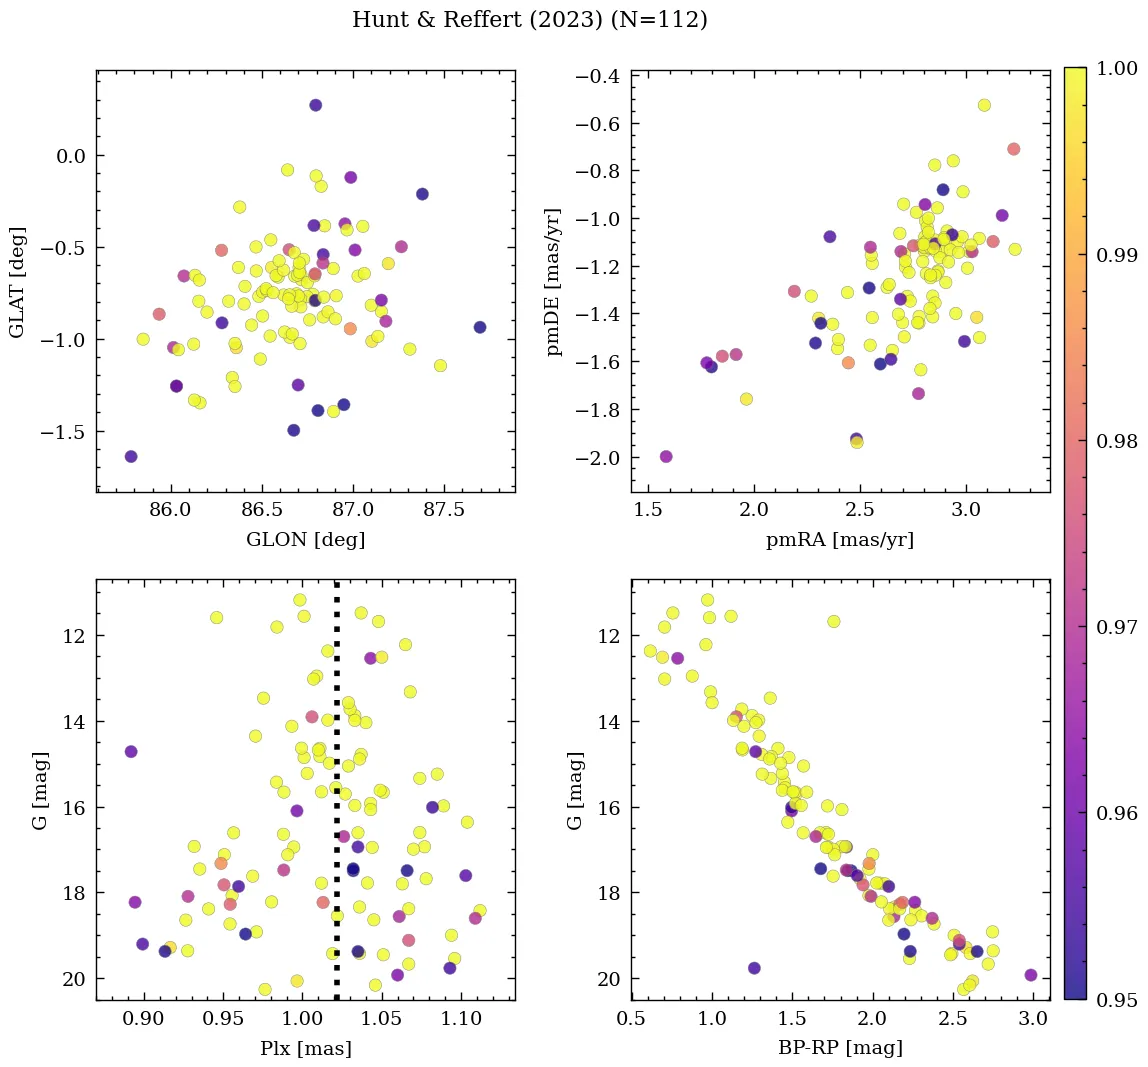 Hunt & Reffert (2023) (N=112)
0.0
−0.5
−1.0
−1.5
GLAT [deg]
86.0 86.5 87.0 87.5
GLON [deg]
−0.4
−0.6
−0.8
−1.0
−1.2
−1.4
−1.6
−1.8
−2.0
pmDE [mas/yr]
1.5 2.0 2.5 3.0
pmRA [mas/yr]
12
14
16
18
20
G [mag]
0.90 0.95 1.00 1.05 1.10
Plx [mas]
12
14
16
18
20
G [mag]
0.5 1.0 1.5 2.0 2.5 3.0
BP-RP [mag]
1.00
0.99
0.98
0.97
0.96
0.95